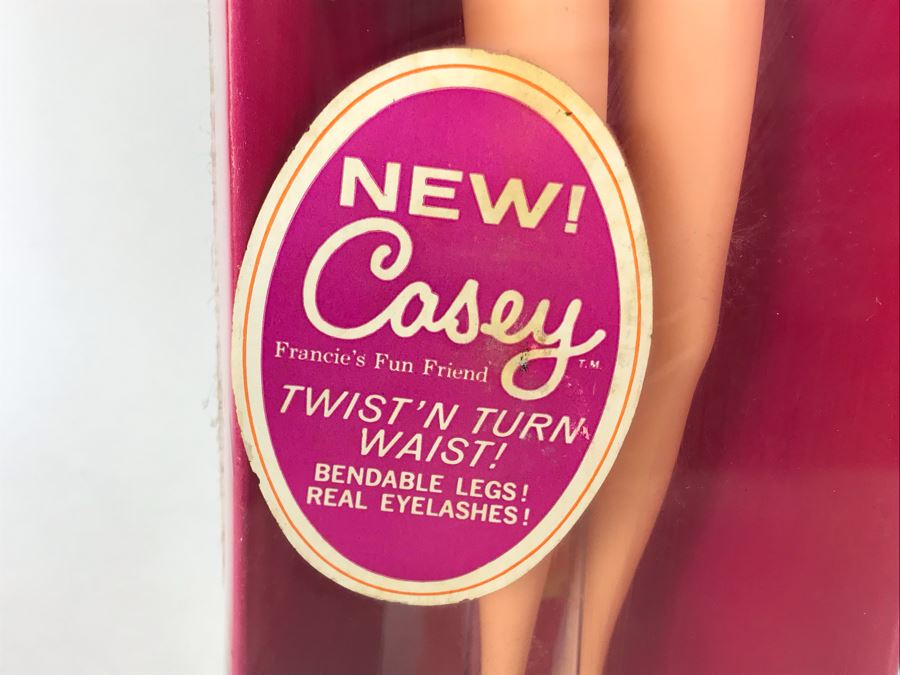 NEW!
Casey
T.M.
Francie's Fun Friend
TWIST'N TURN
WAIST!
BENDABLE LEGS!
REAL EYELASHES!